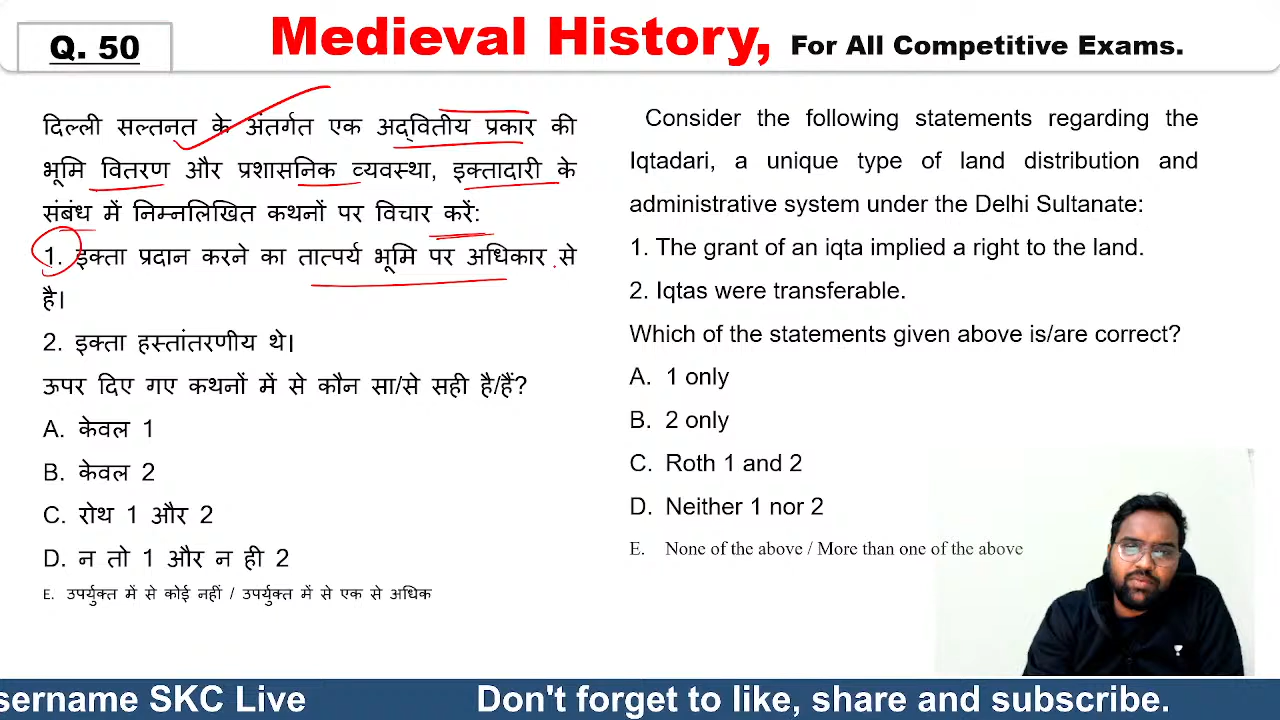 Q. 50
Medieval History, For All Competitive Exams.
दिल्ली सल्तनत के अंतर्गत एक अद्वितीय प्रकार की
भूमि वितरण और प्रशासनिक व्यवस्था, इक्तादारी के
संबंध में निम्नलिखित कथनों पर विचार करें:
1. इक्ता प्रदान करने का तात्पर्य भूमि पर अधिकार से
है।
2. इक्ता हस्तांतरणीय थे।
ऊपर दिए गए कथनों में से कौन सा/से सही है/हैं?
A. केवल 1
B. केवल 2
C. रोथ 1 और 2
D. न तो 1 और न ही 2
E. उपर्युक्त में से कोई नहीं / उपर्युक्त में से एक से अधिक
Consider the following statements regarding the
Iqtadari, a unique type of land distribution and
administrative system under the Delhi Sultanate:
1. The grant of an iqta implied a right to the land.
2. Iqtas were transferable.
Which of the statements given above is/are correct?
A. 1 only
B. 2 only
C. Roth 1 and 2
D. Neither 1 nor 2
E. None of the above / More than one of the above
sername SKC Live Don't forget to like, share and subscribe.